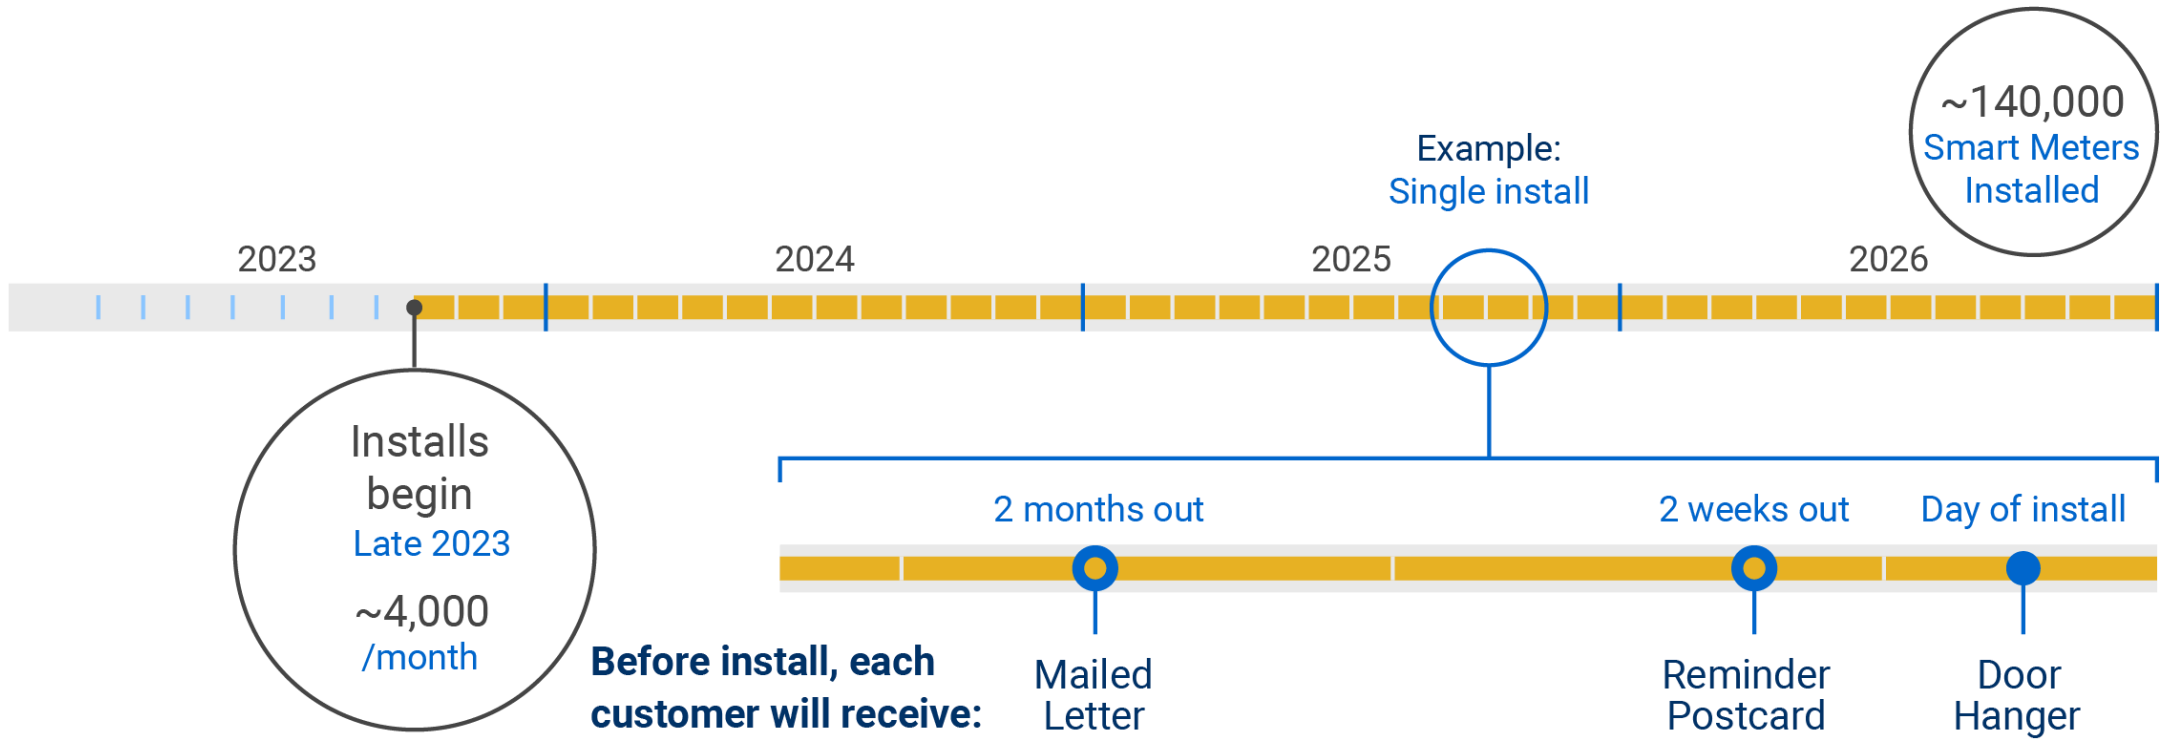 ~140,000
Smart Meters
Installed
Example:
Single install
2023
2024
2025
2026
Installs
begin
Late 2023
~4,000
/month
2 months out
2 weeks out
Day of install
Before install, each
customer will receive:
Mailed
Letter
Reminder
Postcard
Door
Hanger